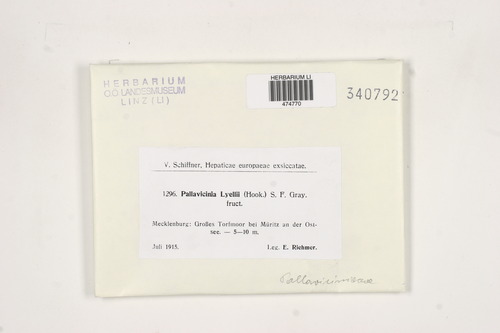 HERBARIUM
O.Ö. LANDESMUSEUM
LINZ (LI)
HERBARIUM LI
474770
340792
V. Schiffner, Hepaticae europaeae exsiccatae.
1296. Pallavicinia Lyellii (Hook.) S. F. Gray.
fruct.
Mecklenburg: Großes Torfmoor bei Müritz an der Ost-
see. — 5—10 m.
Juli 1915. Leg. E. Richmer.
Pallaviciniaceae